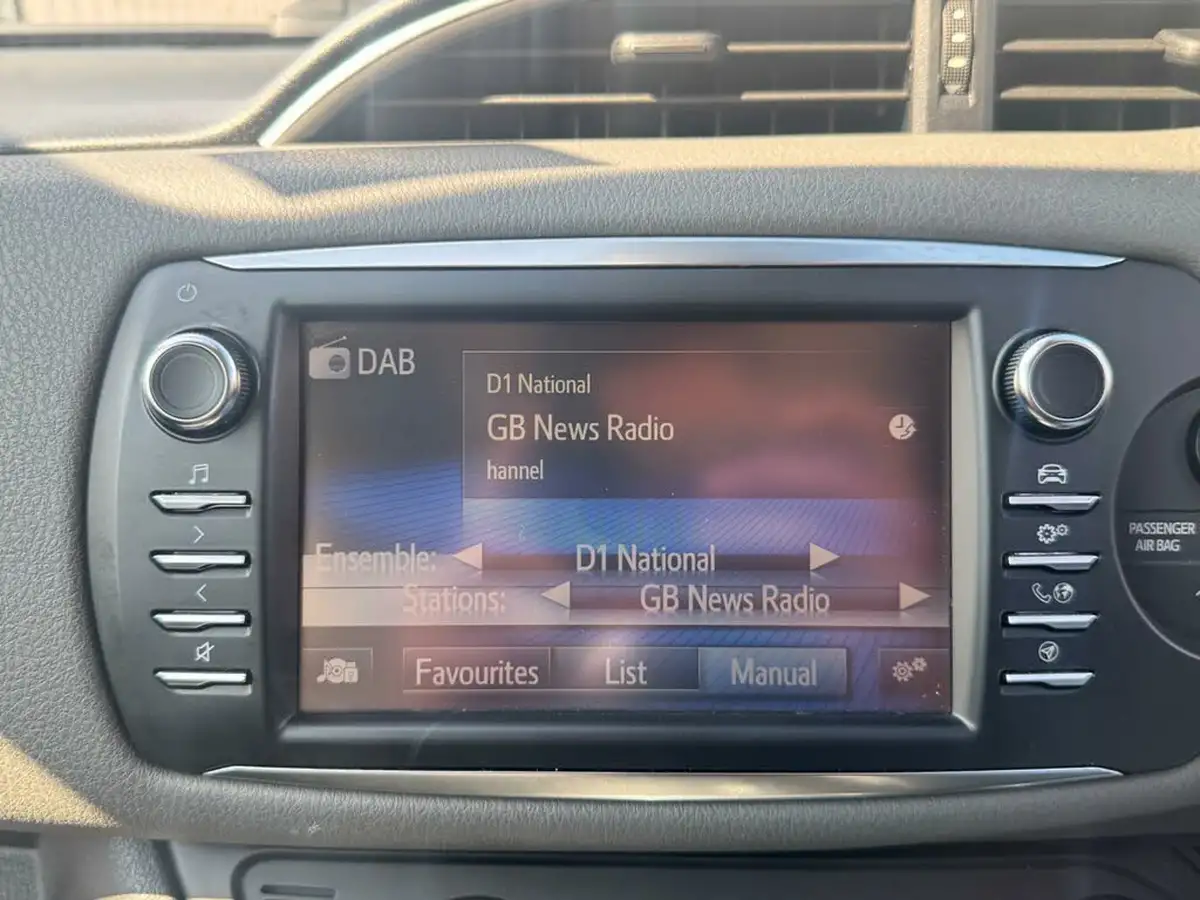 DAB
D1 National
GB News Radio
hannel
Ensemble: D1 National
Stations: GB News Radio
Favourites List Manual
PASSENGER
AIR BAG